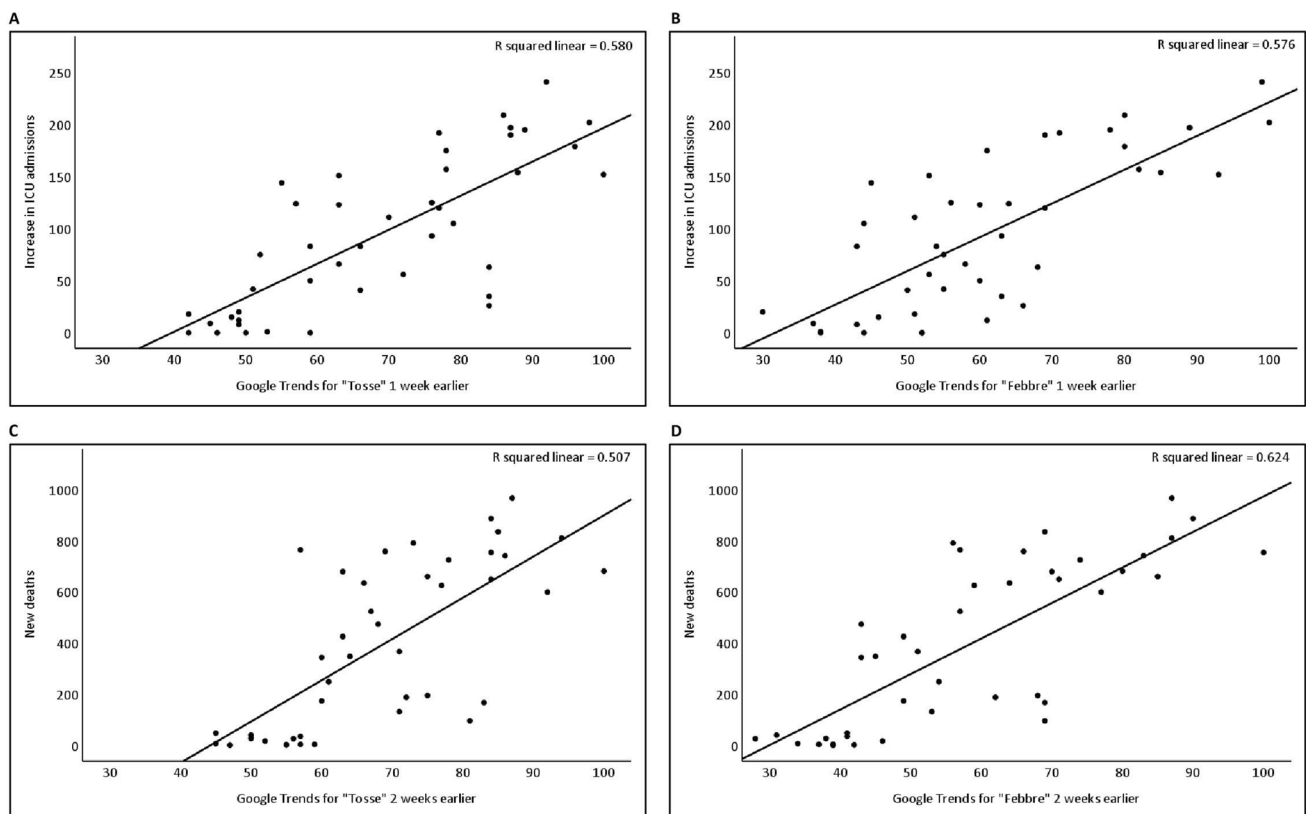 A
R squared linear = 0.580
Increase in ICU admissions
250
200
150
100
50
0
30 40 50 60 70 80 90 100
Google Trends for "Tosse" 1 week earlier
B
R squared linear = 0.576
Increase in ICU admissions
250
200
150
100
50
0
30 40 50 60 70 80 90 100
Google Trends for "Febbre" 1 week earlier
C
R squared linear = 0.507
New deaths
1000
800
600
400
200
0
30 40 50 60 70 80 90 100
Google Trends for "Tosse" 2 weeks earlier
D
R squared linear = 0.624
New deaths
1000
800
600
400
200
0
30 40 50 60 70 80 90 100
Google Trends for "Febbre" 2 weeks earlier